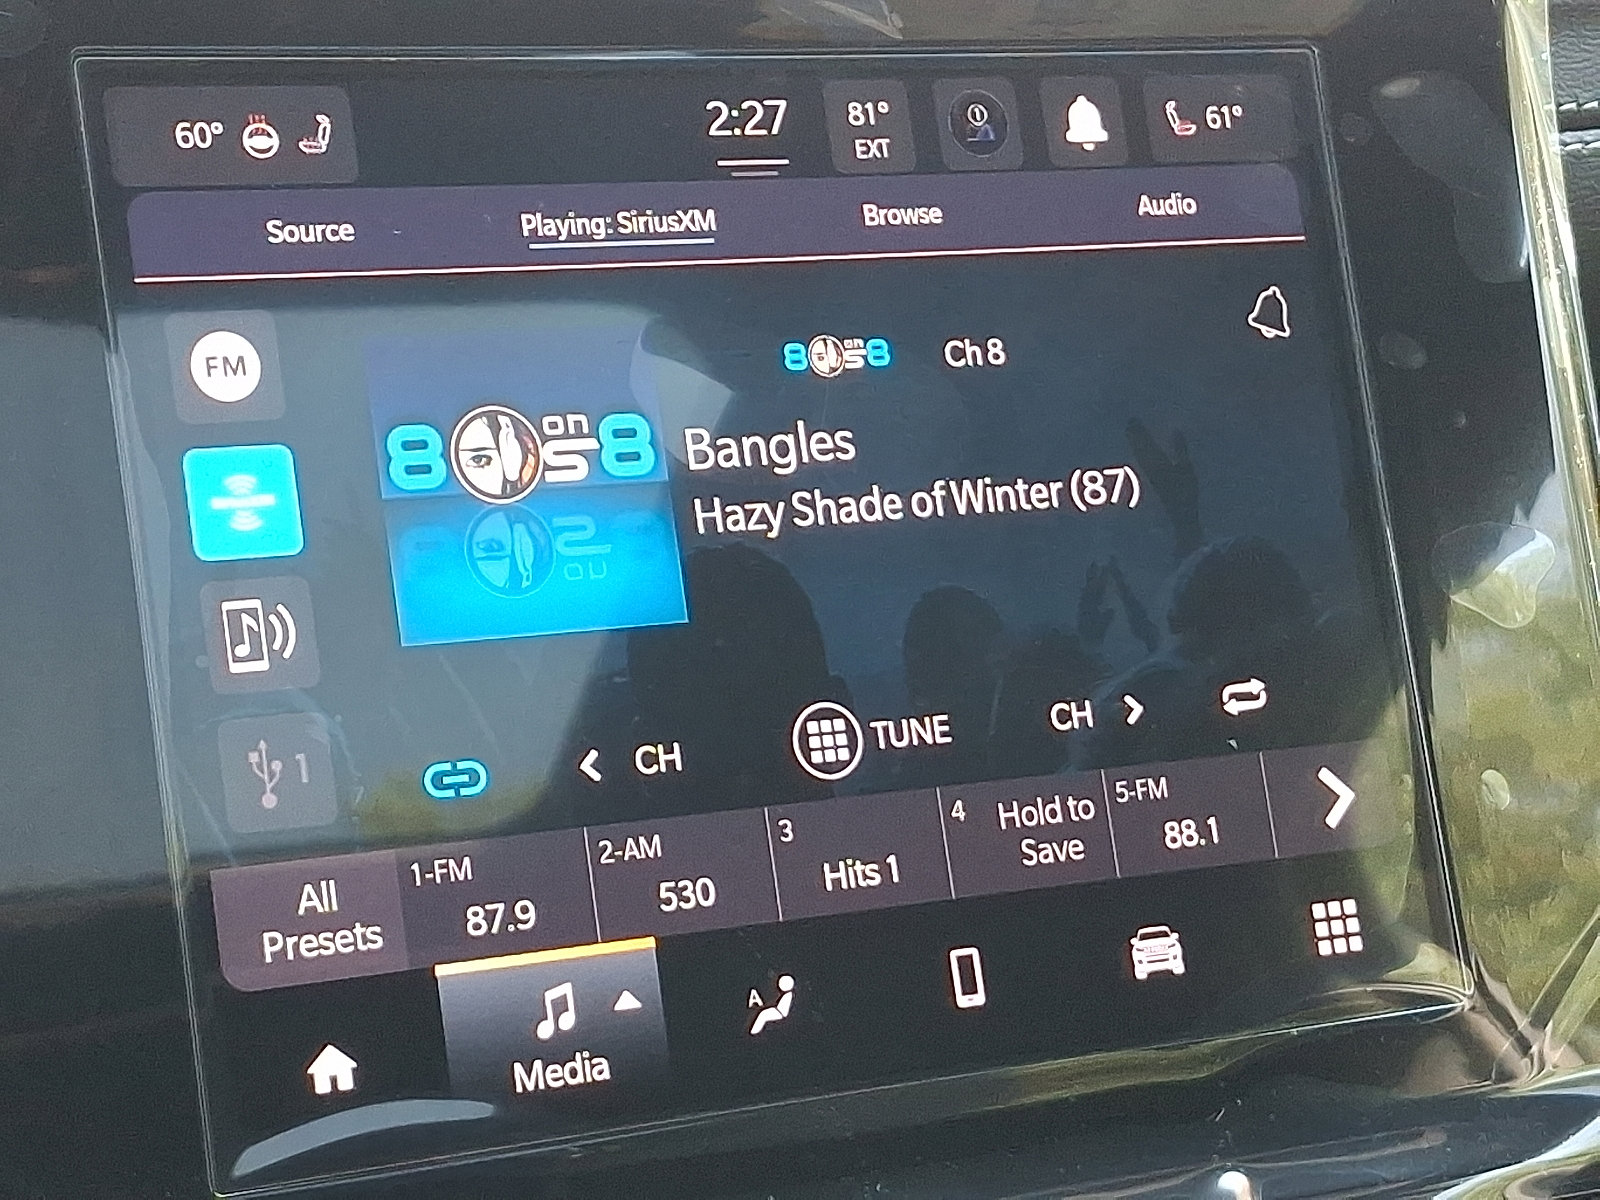 60°
2:27
81°
EXT
61°
Source
Playing: SiriusXM
Browse
Audio
FM
80s on 8
80s on 8
Ch 8
Bangles
Hazy Shade of Winter (87)
1
CH
TUNE
CH
All
Presets
1-FM
87.9
2-AM
530
3
Hits 1
4
Hold to
Save
5-FM
88.1
Media
A